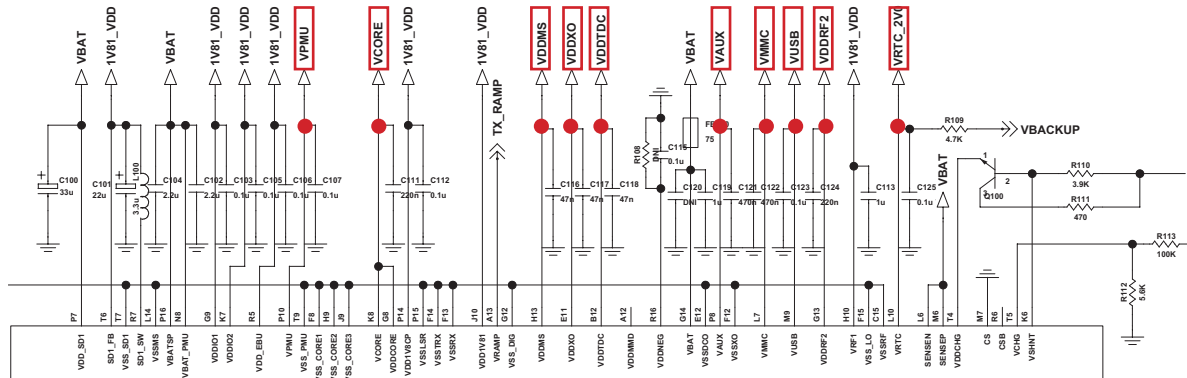 VBAT
1V81_VDD
VBAT
1V81_VDD
1V81_VDD
1V81_VDD
VPMU
VCORE
1V81_VDD
1V81_VDD
TX_RAMP
VDDMS
VDDXO
VDDTDC
VBAT
VAUX
VMMC
VUSB
VDDRF2
1V81_VDD
VBAT
R109
4.7K
VBACKUP
R108
DNI
0.1u
75
C100
33u
C101
22u
L100
3.3u
C104
2.2u
C102
2.2u
C103
0.1u
C105
0.1u
C106
0.1u
C107
0.1u
C111
220n
C112
0.1u
C116
47n
C117
47n
C118
47n
C120
DNI
C119
1u
C121
470n
C122
470n
C123
0.1u
C124
220n
C113
1u
C125
0.1u
1
2
Q100
R110
3.9K
R111
470
R113
100K
R112
5.6K
P7
T6
T7
R7
L14
P16
N8
G9
K7
R5
P10
T9
F8
H9
J9
K8
G8
P14
P15
F14
F13
J10
A13
G12
H13
E11
B12
A12
R16
G14
E12
P8
F12
L7
M9
G13
H10
F15
C15
L10
L6
M6
T4
M7
R6
T5
K6
VDD_SD1
SD1_FB
VSS_SD1
SD1_SW
VSSMS
VBATSP
VBAT_PMU
VDDIO1
VDDIO2
VDD_EBU
VPMU
VSS_PMU
VSS_CORE1
VSS_CORE2
VSS_CORE3
VCORE
VDDCORE
VDD1V8CP
VSSLSR
VSSTRX
VSSRX
VDD1V81
VRAMP
VSS_DIG
VDDMS
VDDXO
VDDTDC
VDDMMD
VDDNEG
VBAT
VSSDCO
VAUX
VSSXO
VMMC
VUSB
VDDRF2
VRF1
VSS_LO
VSSRF
VRTC
SENSEN
SENSEP
VDDCHG
CS
CSB
VCHG
VSHNT